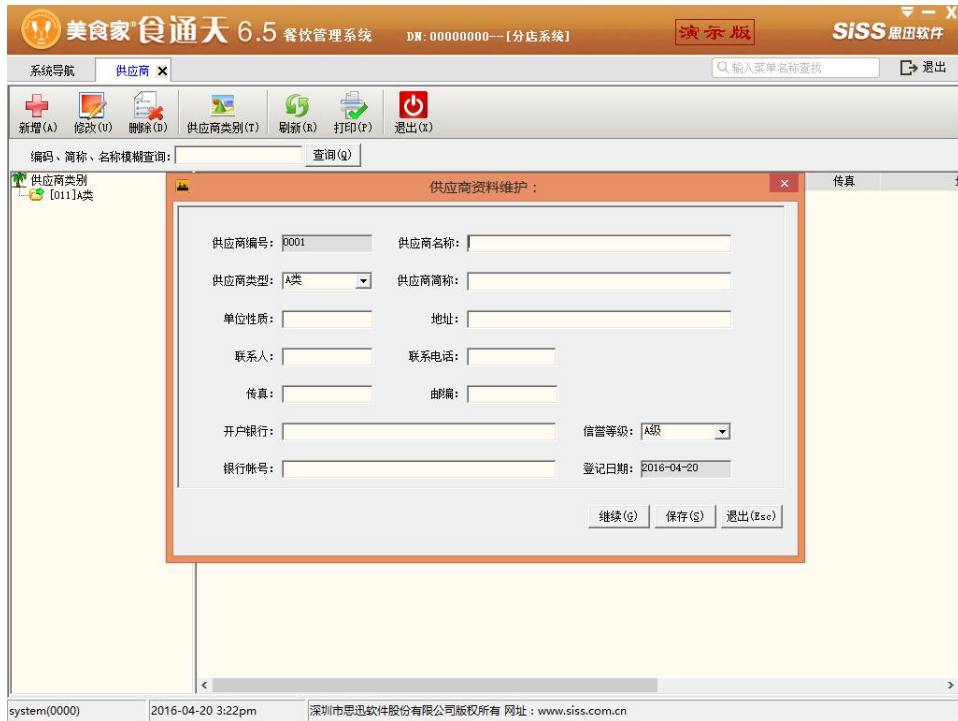 美食家®食通天 6.5 餐饮管理系统 DN:00000000--[分店系统] 演示版 SiSS 思迅软件
系统导航 供应商 输入菜单名称查找 退出
新增(A) 修改(U) 删除(D) 供应商类别(T) 刷新(R) 打印(P) 退出(X)
编码、简称、名称模糊查询: 查询(Q)
供应商类别 传真
[011]A类
供应商资料维护：
供应商编号: 0001 供应商名称:
供应商类型: A类 供应商简称:
单位性质: 地址:
联系人: 联系电话:
传真: 邮编:
开户银行: 信誉等级: A级
银行帐号: 登记日期: 2016-04-20
继续(G) 保存(S) 退出(Esc)
system(0000) 2016-04-20 3:22pm 深圳市思迅软件股份有限公司版权所有 网址：www.siss.com.cn